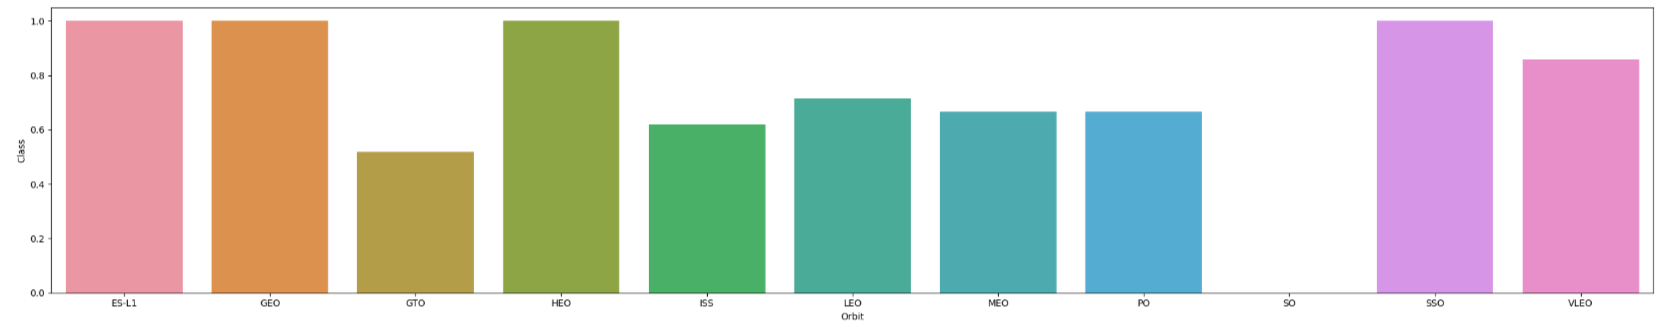 1.0
0.8
0.6
0.4
0.2
0.0
Class
ES-L1 GEO GTO HEO ISS LEO MEO PO SO SSO VLEO
Orbit